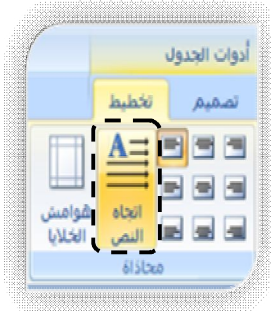 أدوات الجدول
تصميم تخطيط
A
اتجاه النص
هوامش الخلايا
محاذاة